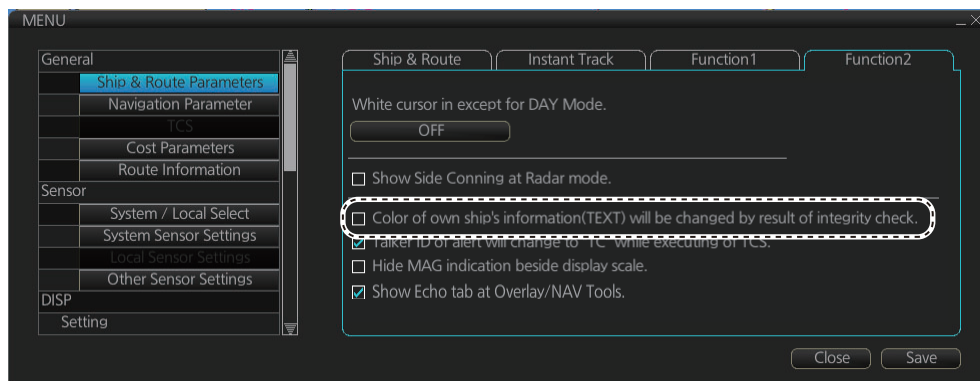 MENU
General
Ship & Route Parameters
Navigation Parameter
TCS
Cost Parameters
Route Information
Sensor
System / Local Select
System Sensor Settings
Local Sensor Settings
Other Sensor Settings
DISP
Setting
Ship & Route
Instant Track
Function1
Function2
White cursor in except for DAY Mode.
OFF
Show Side Conning at Radar mode.
Color of own ship's information(TEXT) will be changed by result of integrity check.
Talker ID of alert will change to "TC" while executing of TCS.
Hide MAG indication beside display scale.
Show Echo tab at Overlay/NAV Tools.
Close
Save